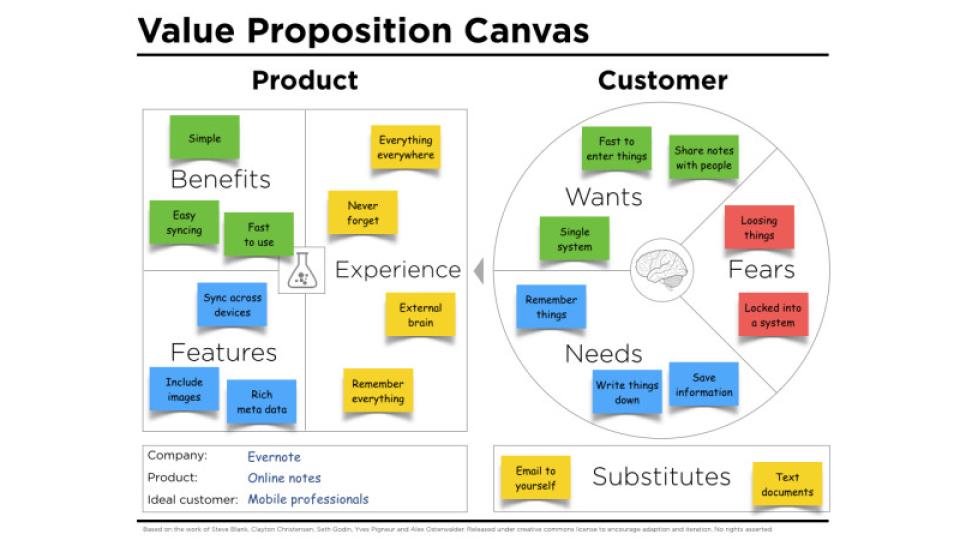 Value Proposition Canvas
Product
Customer
Simple
Benefits
Easy
syncing
Fast
to use
Everything
everywhere
Never
forget
Experience
External
brain
Remember
everything
Sync across
devices
Features
Include
images
Rich
meta data
Fast to
enter things
Share notes
with people
Wants
Single
system
Loosing
things
Fears
Locked into
a system
Remember
things
Needs
Write things
down
Save
information
Company: Evernote
Product: Online notes
Ideal customer: Mobile professionals
Email to
yourself
Substitutes
Text
documents
Based on the work of Steve Blank, Clayton Christensen, Seth Godin, Yves Pigneur and Alex Osterwalder. Released under creative commons license to encourage adaption and iteration. No rights asserted.